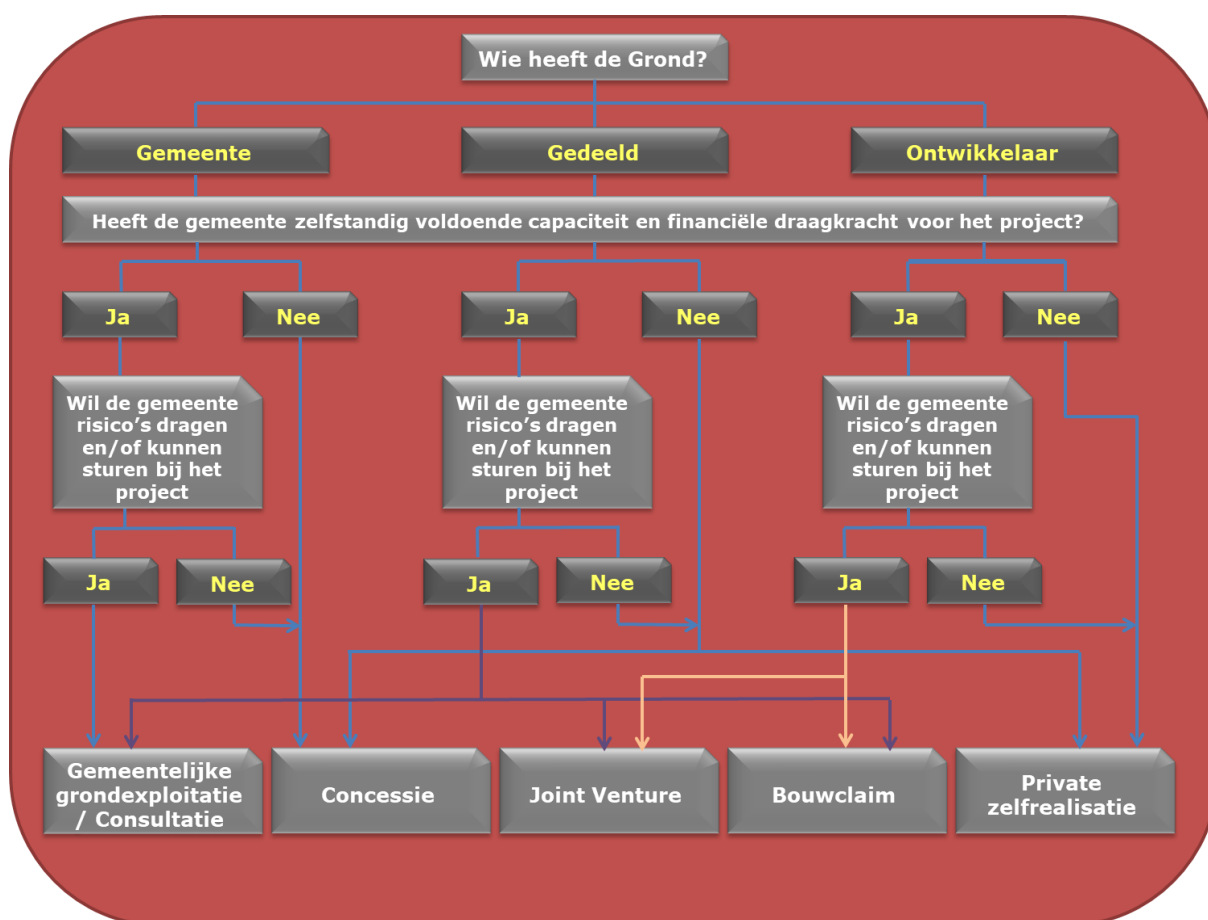 Wie heeft de Grond?
Gemeente
Gedeeld
Ontwikkelaar
Heeft de gemeente zelfstandig voldoende capaciteit en financiële draagkracht voor het project?
Ja
Nee
Ja
Nee
Ja
Nee
Wil de gemeente
risico's dragen
en/of kunnen
sturen bij het
project
Wil de gemeente
risico's dragen
en/of kunnen
sturen bij het
project
Wil de gemeente
risico's dragen
en/of kunnen
sturen bij het
project
Ja
Nee
Ja
Nee
Ja
Nee
Gemeentelijke
grondexploitatie
/ Consultatie
Concessie
Joint Venture
Bouwclaim
Private
zelfrealisatie